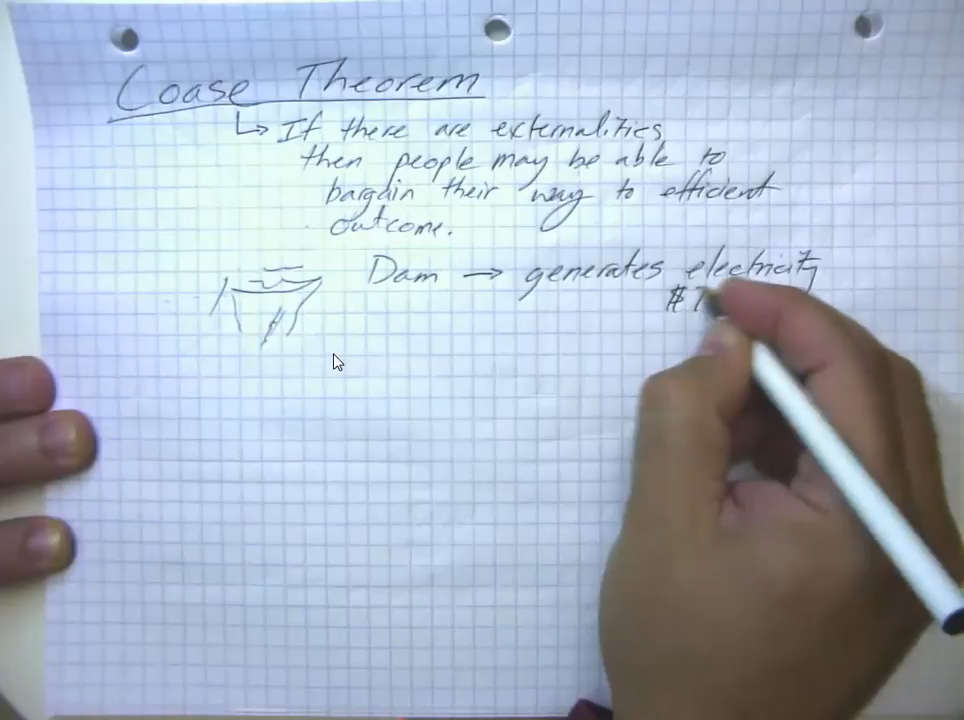 Coase Theorem
↳ If there are externalities
then people may be able to
bargain their way to efficient
outcome.
Dam → generates electricity
$7